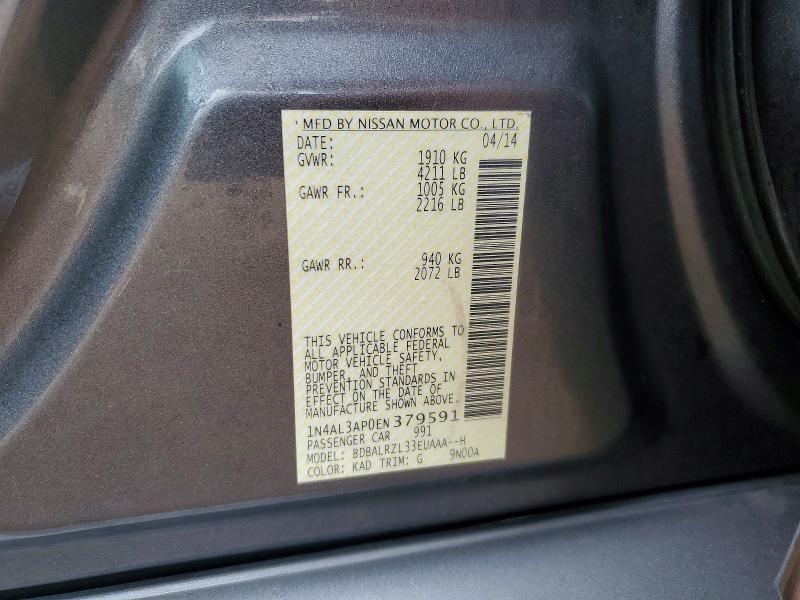 MFD BY NISSAN MOTOR CO., LTD.
DATE: 04/14
GVWR: 1910 KG
4211 LB
GAWR FR.: 1005 KG
2216 LB
GAWR RR.: 940 KG
2072 LB
THIS VEHICLE CONFORMS TO
ALL APPLICABLE FEDERAL
MOTOR VEHICLE SAFETY,
BUMPER, AND THEFT
PREVENTION STANDARDS IN
EFFECT ON THE DATE OF
MANUFACTURE SHOWN ABOVE.
1N4AL3AP0EN379591
PASSENGER CAR 991
MODEL: BDBALRZL33EUAAA--H
COLOR: KAD TRIM: G 9N00A